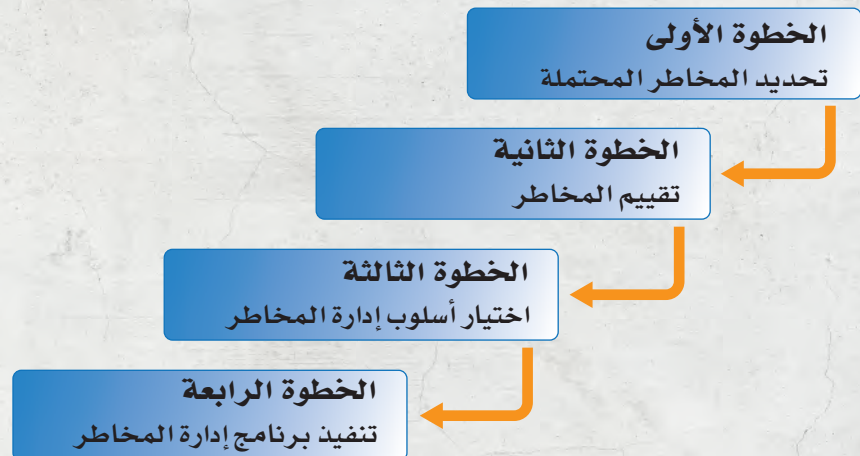 الخطوة الأولى
تحديد المخاطر المحتملة
الخطوة الثانية
تقييم المخاطر
الخطوة الثالثة
اختيار أسلوب إدارة المخاطر
الخطوة الرابعة
تنفيذ برنامج إدارة المخاطر